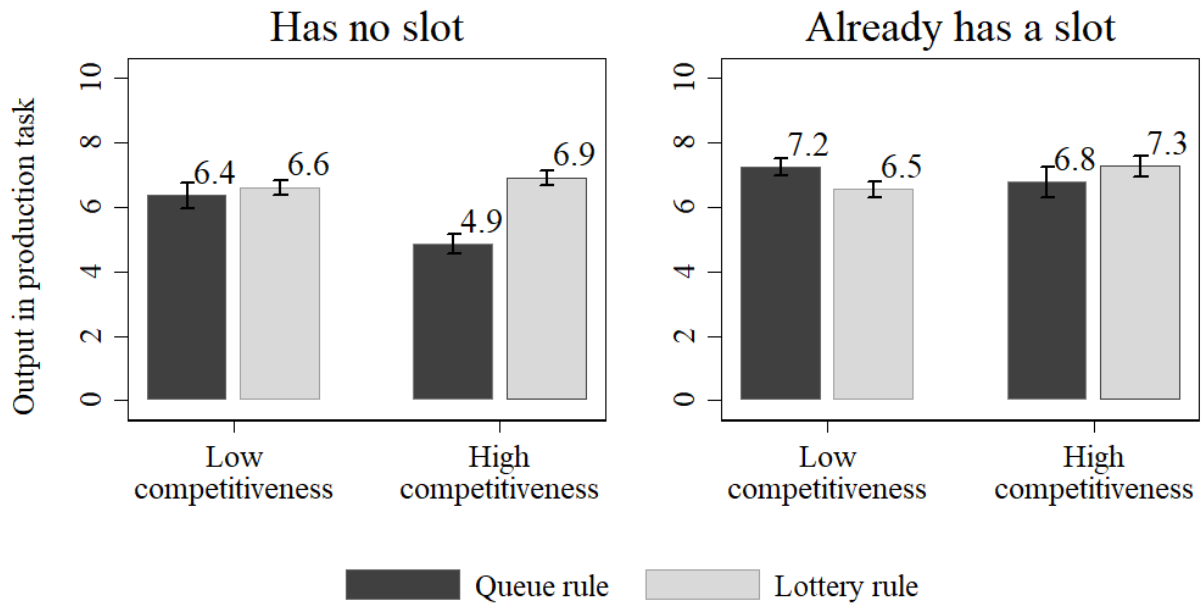 Has no slot
Already has a slot
Output in production task
10
8
6
4
2
0
6.4
6.6
4.9
6.9
10
8
6
4
2
0
7.2
6.5
6.8
7.3
Low
competitiveness
High
competitiveness
Low
competitiveness
High
competitiveness
Queue rule
Lottery rule